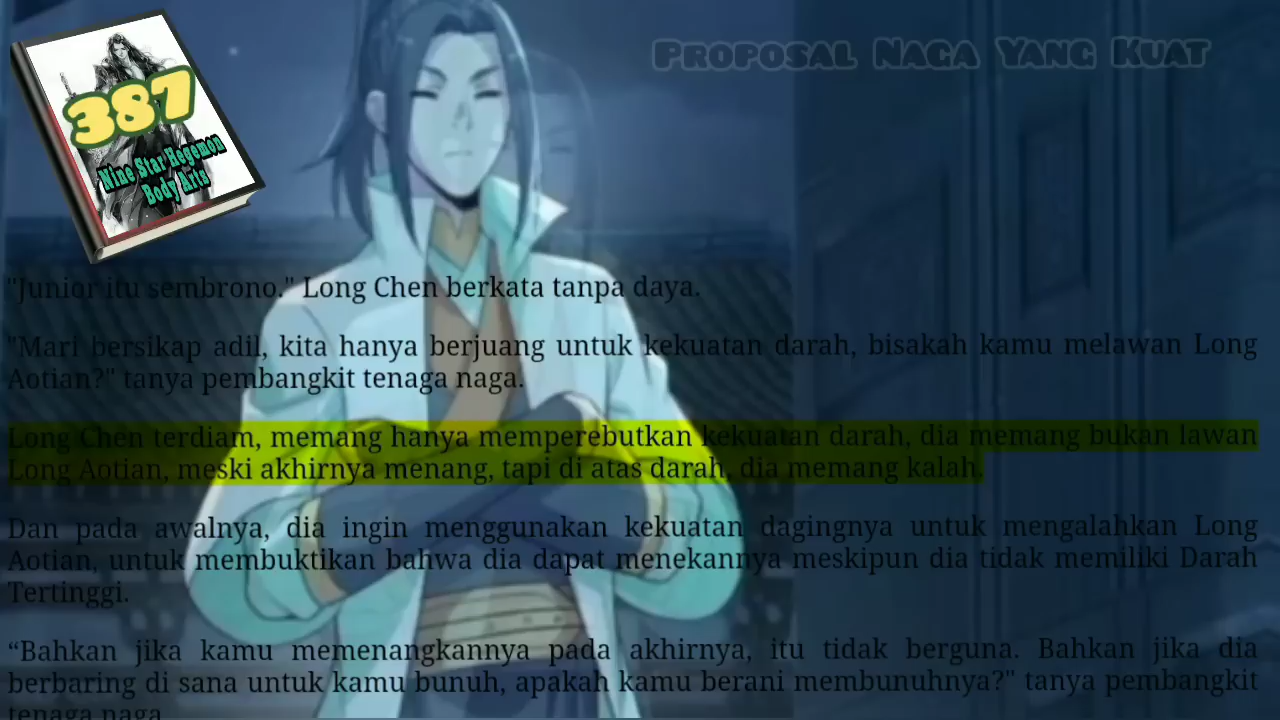 Proposal Naga Yang Kuat
387
Nine Star Hegemon
Body Arts
"Junior itu sembrono." Long Chen berkata tanpa daya.
"Mari bersikap adil, kita hanya berjuang untuk kekuatan darah, bisakah kamu melawan Long
Aotian?" tanya pembangkit tenaga naga.
Long Chen terdiam, memang hanya memperebutkan kekuatan darah, dia memang bukan lawan
Long Aotian, meski akhirnya menang, tapi di atas darah, dia memang kalah.
Dan pada awalnya, dia ingin menggunakan kekuatan dagingnya untuk mengalahkan Long
Aotian, untuk membuktikan bahwa dia dapat menekannya meskipun dia tidak memiliki Darah
Tertinggi.
“Bahkan jika kamu memenangkannya pada akhirnya, itu tidak berguna. Bahkan jika dia
berbaring di sana untuk kamu bunuh, apakah kamu berani membunuhnya?" tanya pembangkit
tenaga naga.